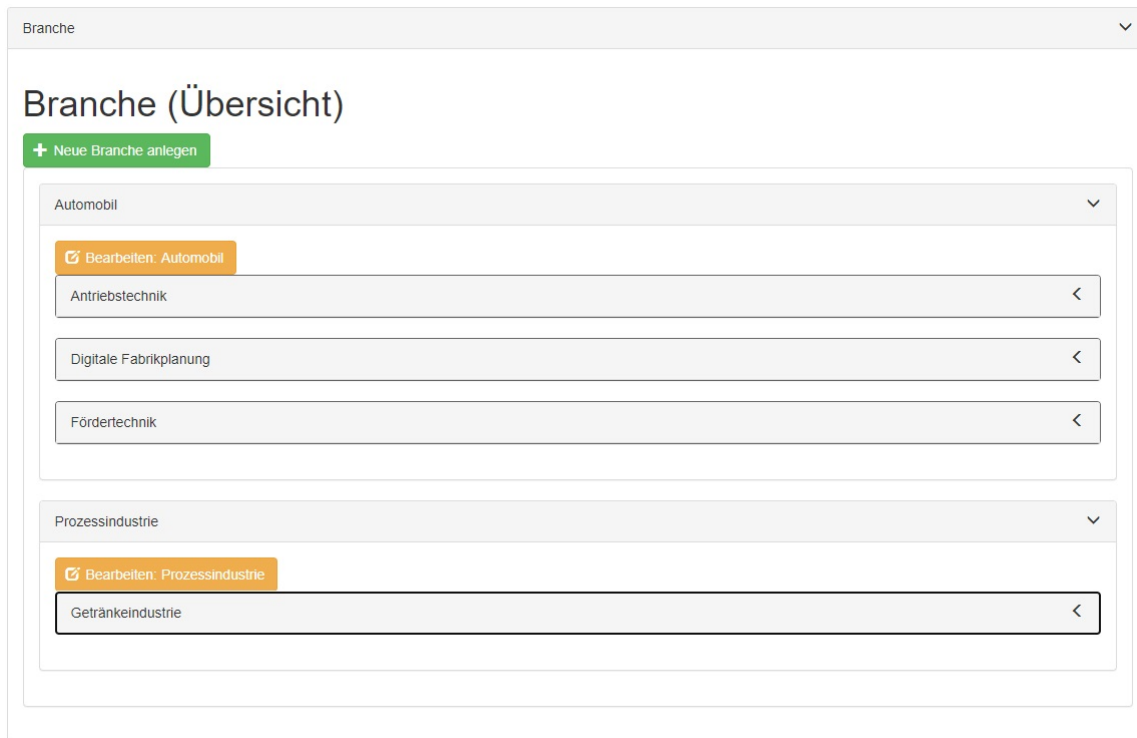 Branche
Branche (Übersicht)
Neue Branche anlegen
Automobil
Bearbeiten: Automobil
Antriebstechnik
Digitale Fabrikplanung
Fördertechnik
Prozessindustrie
Bearbeiten: Prozessindustrie
Getränkeindustrie